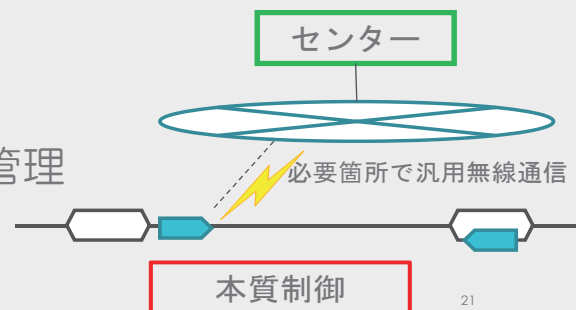 センター
管理
必要箇所で汎用無線通信
本質制御
21